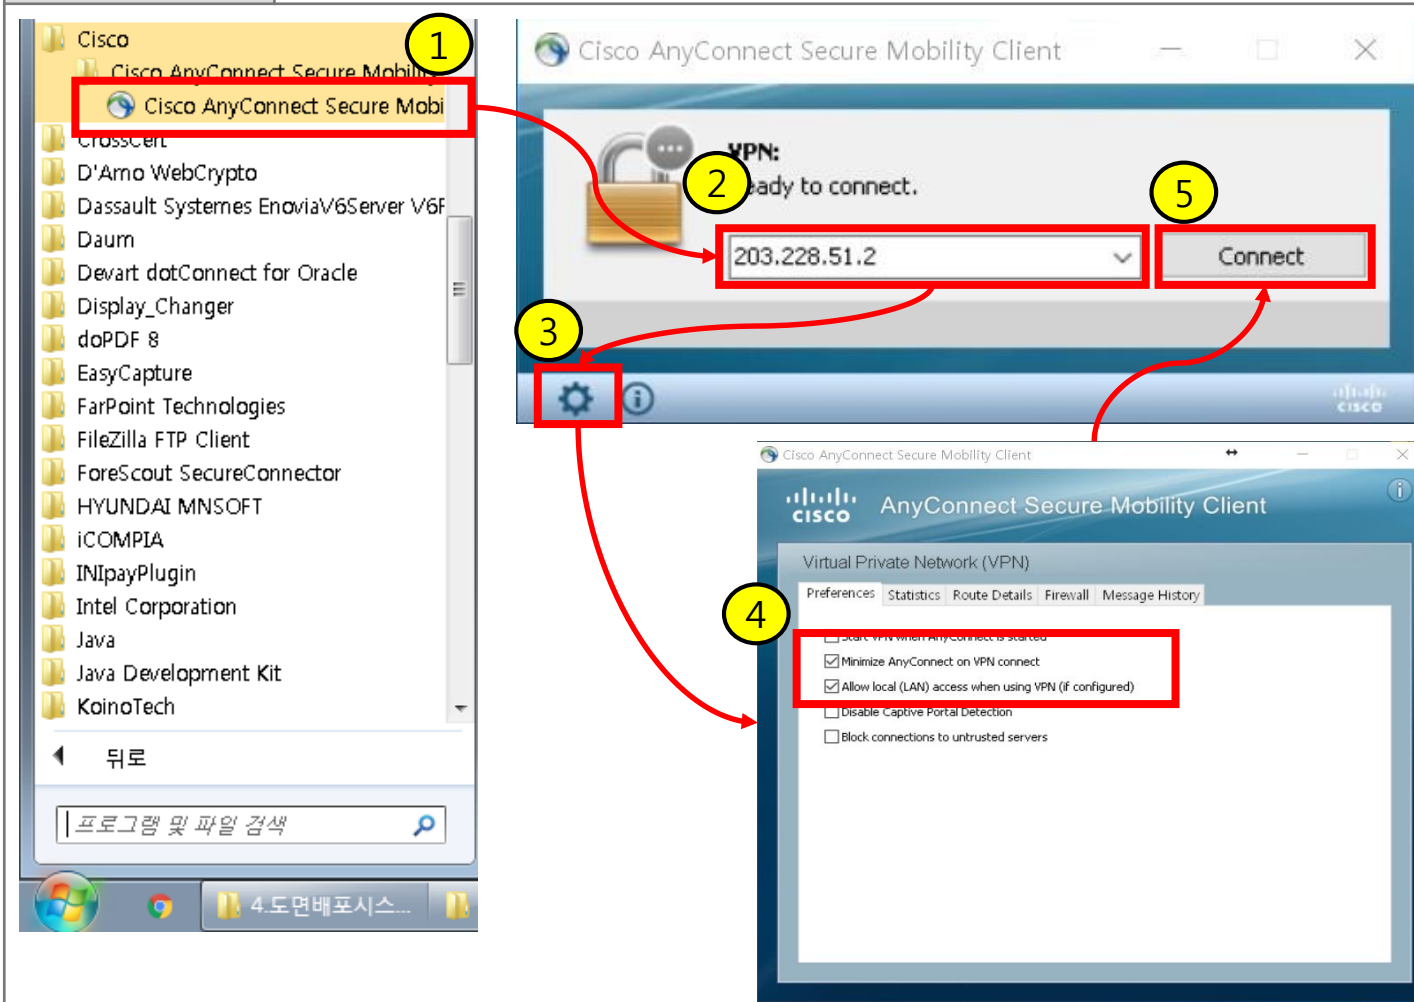 Cisco
Cisco AnyConnect Secure Mobility
Cisco AnyConnect Secure Mobi
CrossCert
D'Amo WebCrypto
Dassault Systemes EnoviaV6Server V6R
Daum
Devart dotConnect for Oracle
Display_Changer
doPDF 8
EasyCapture
FarPoint Technologies
FileZilla FTP Client
ForeScout SecureConnector
HYUNDAI MNSOFT
iCOMPIA
INIpayPlugin
Intel Corporation
Java
Java Development Kit
KoinoTech
뒤로
프로그램 및 파일 검색
4.도면배포시스...
1
Cisco AnyConnect Secure Mobility Client
VPN:
Ready to connect.
2
203.228.51.2
5
Connect
3
CISCO
Cisco AnyConnect Secure Mobility Client
CISCO
AnyConnect Secure Mobility Client
Virtual Private Network (VPN)
Preferences Statistics Route Details Firewall Message History
4
Start VPN when AnyConnect is started
Minimize AnyConnect on VPN connect
Allow local (LAN) access when using VPN (if configured)
Disable Captive Portal Detection
Block connections to untrusted servers